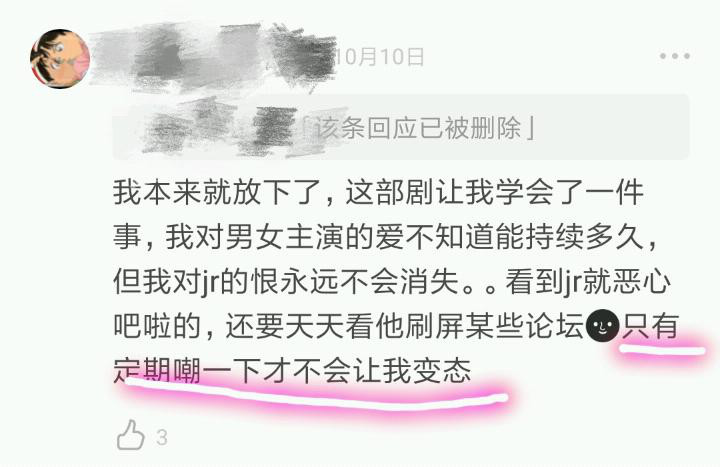 10月10日
「该条回应已被删除」
我本来就放下了，这部剧让我学会了一件
事，我对男女主演的爱不知道能持续多久，
但我对jr的恨永远不会消失。。看到jr就恶心
吧啦的，还要天天看他刷屏某些论坛🌚只有
定期嘲一下才不会让我变态
3